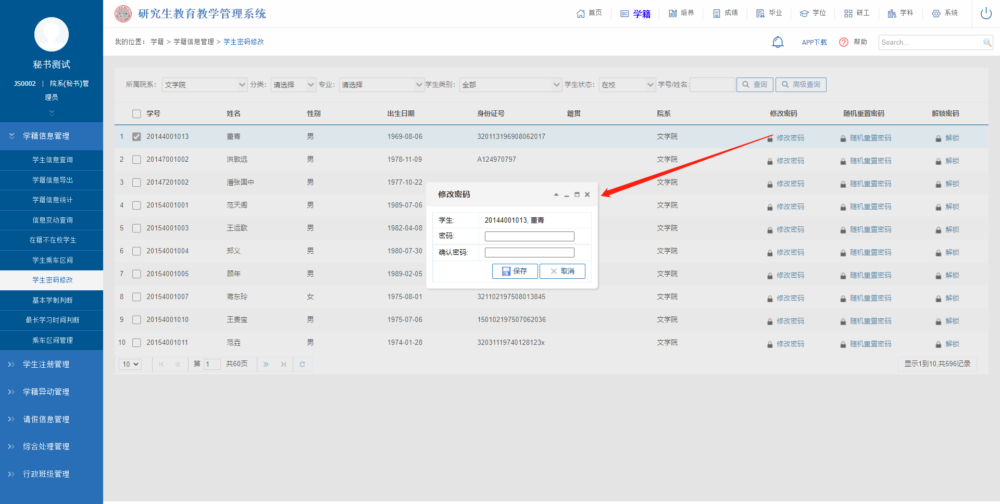 研究生教育教学管理系统
首页 学籍 培养 成绩 毕业 学位 研工 学科 系统
我的位置： 学籍 > 学籍信息管理 > 学生密码修改
APP下载 帮助 Search...
秘书测试
JS0002 | 院系(秘书)管
理员
学籍信息管理
学生信息查询
学籍信息导出
学籍信息统计
信息变动查询
在籍不在校学生
学生乘车区间
学生密码修改
基本学制判断
最长学习时间判断
乘车区间管理
学生注册管理
学籍异动管理
请假信息管理
综合处理管理
行政班级管理
所属院系： 文学院 分类： 请选择 专业： 请选择 学生类别： 全部 学生状态： 在校 学号/姓名: 查询 高级查询
学号 姓名 性别 出生日期 身份证号 籍贯 院系 修改密码 随机重置密码 解锁密码
1 20144001013 董青 男 1969-08-06 320113196908062017 文学院 修改密码 随机重置密码 解锁
2 20147001002 洪敦远 男 1978-11-09 A124970797 文学院 修改密码 随机重置密码 解锁
3 20147201002 潘张国中 男 1977-10-22 文学院 修改密码 随机重置密码 解锁
4 20154001001 范天阁 男 1989-07-06 文学院 修改密码 随机重置密码 解锁
5 20154001003 王运歌 男 1982-04-08 文学院 修改密码 随机重置密码 解锁
6 20154001004 郑义 男 1980-07-30 文学院 修改密码 随机重置密码 解锁
7 20154001005 顾年 男 1989-02-05 文学院 修改密码 随机重置密码 解锁
8 20154001007 蒋东玲 女 1975-08-01 321102197508013845 文学院 修改密码 随机重置密码 解锁
9 20154001010 王贵宝 男 1975-07-06 150102197507062036 文学院 修改密码 随机重置密码 解锁
10 20154001011 范垚 男 1974-01-28 32031119740128123x 文学院 修改密码 随机重置密码 解锁
10 第 1 共60页 显示1到10,共596记录
修改密码
学生: 20144001013, 董青
密码:
确认密码:
保存 取消